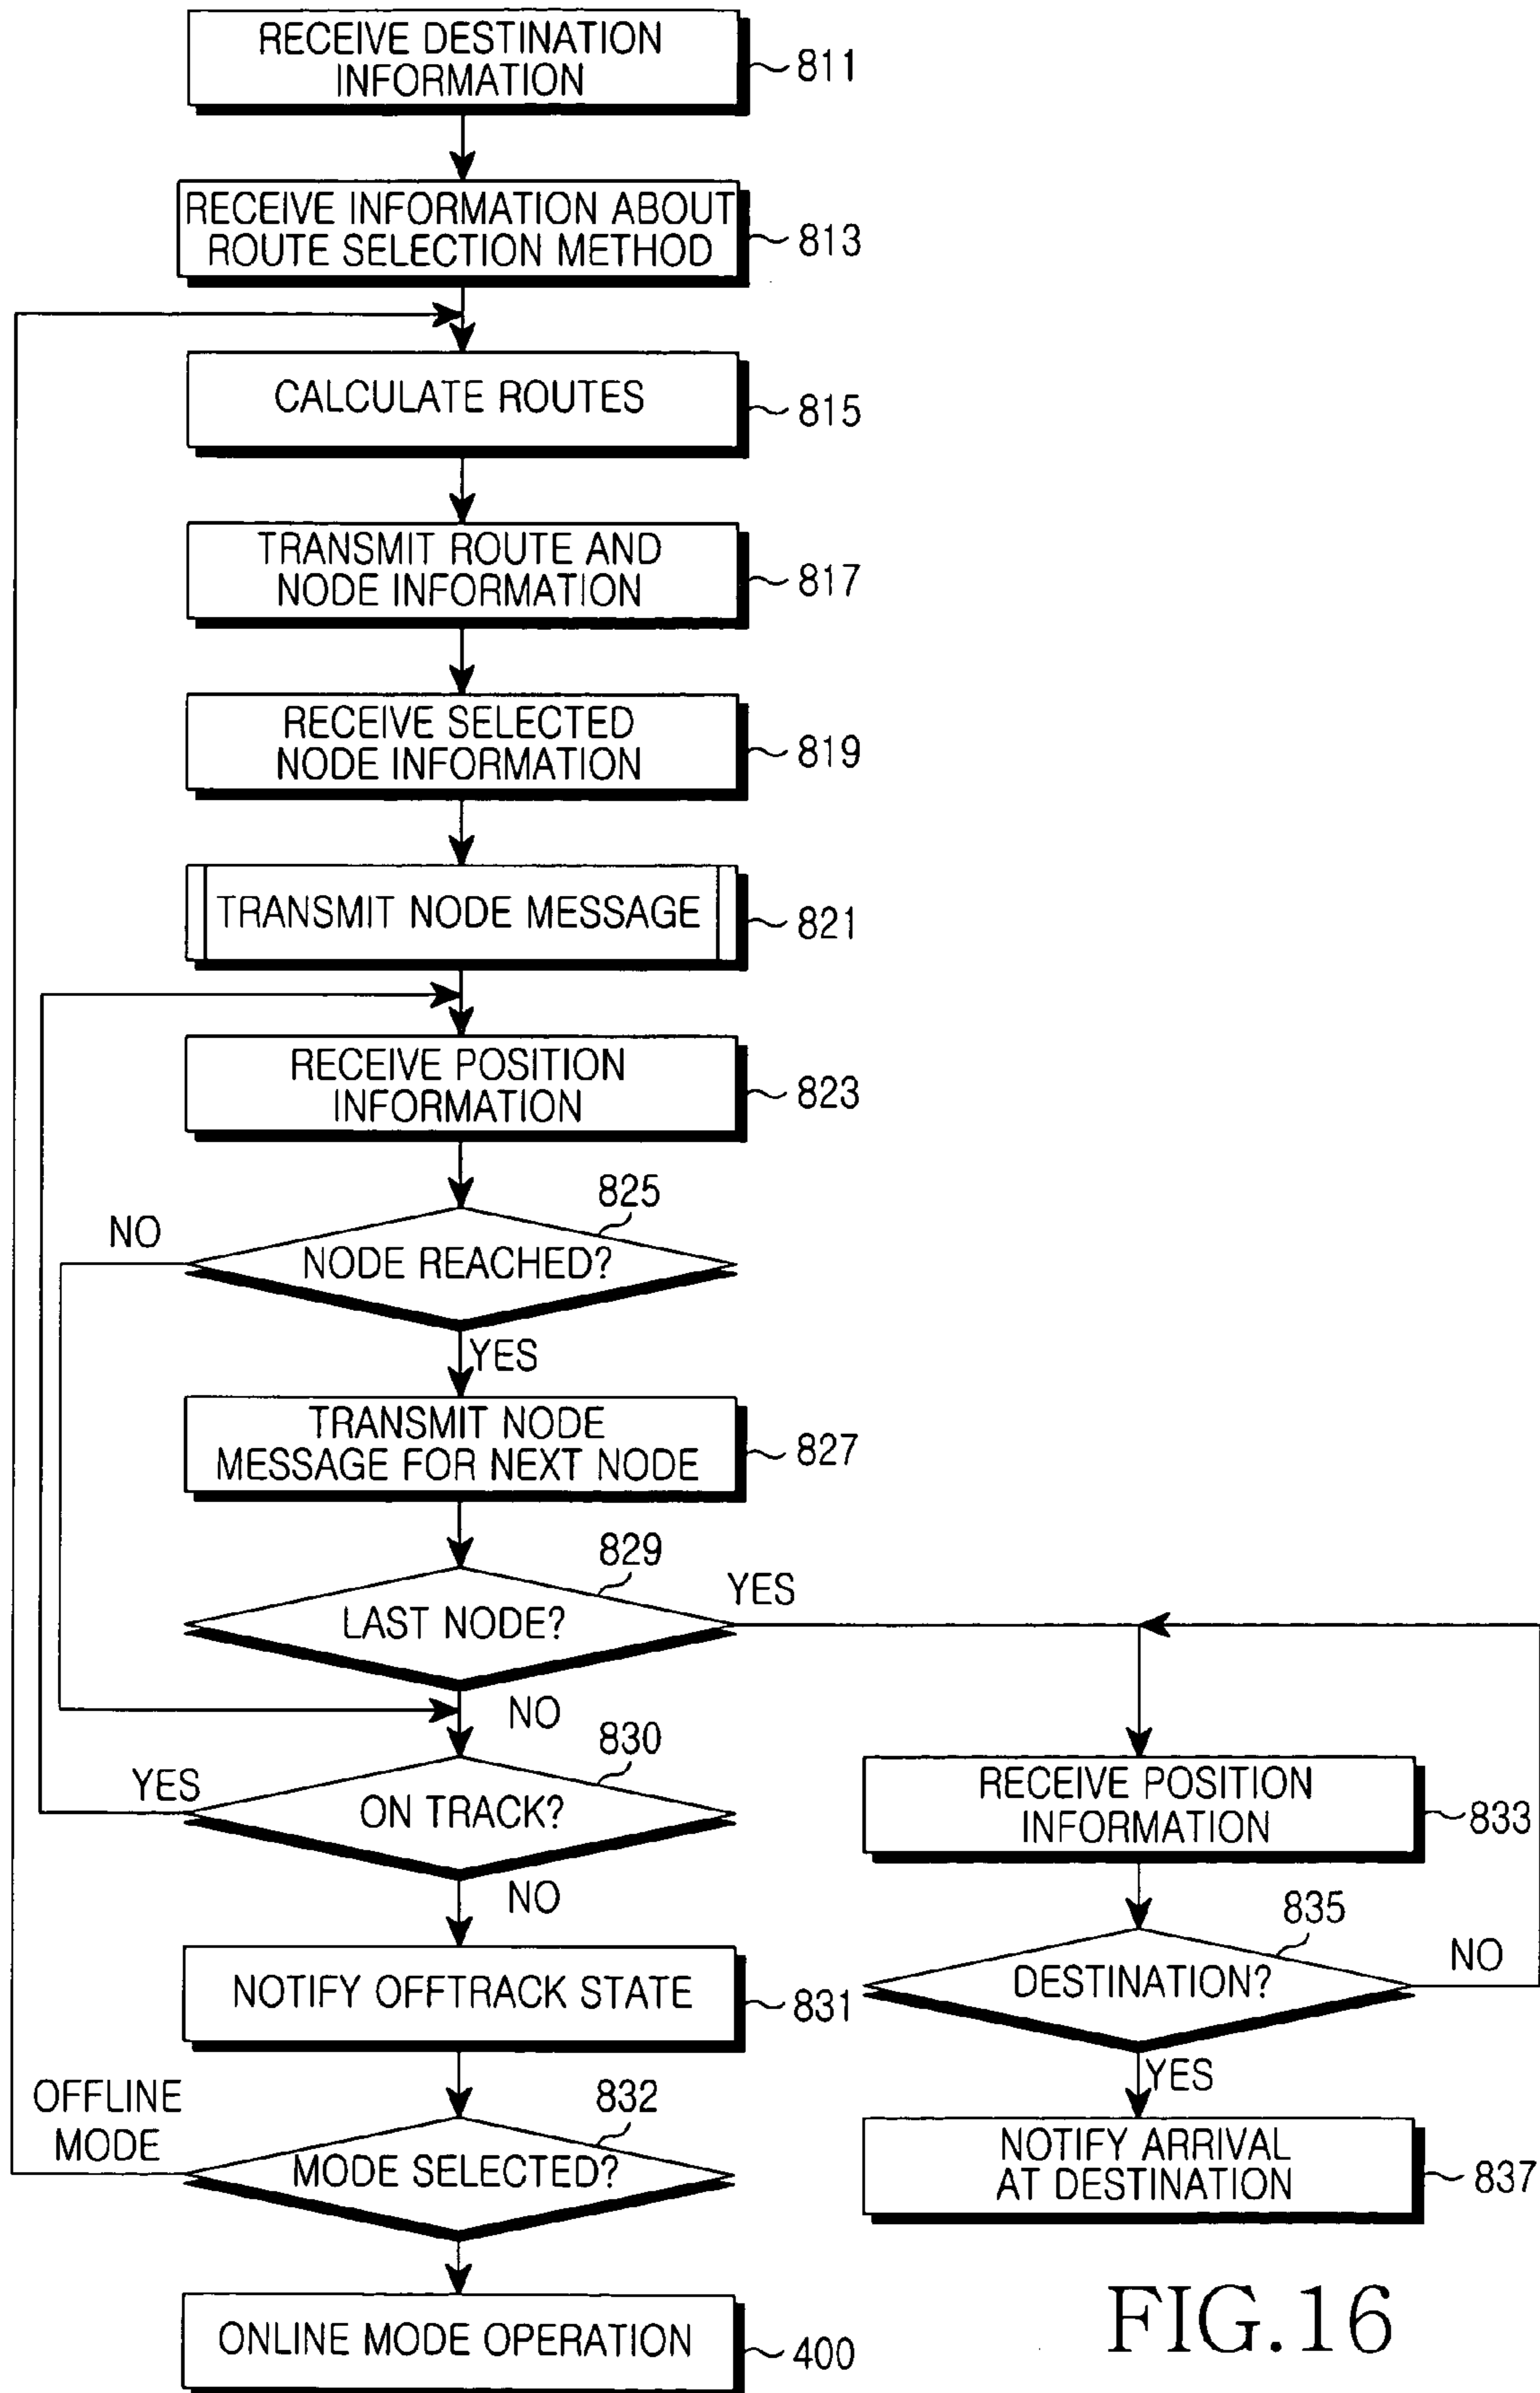 RECEIVE DESTINATION
INFORMATION
811
RECEIVE INFORMATION ABOUT
ROUTE SELECTION METHOD
813
CALCULATE ROUTES
815
TRANSMIT ROUTE AND
NODE INFORMATION
817
RECEIVE SELECTED
NODE INFORMATION
819
TRANSMIT NODE MESSAGE
821
RECEIVE POSITION
INFORMATION
823
825
NO
NODE REACHED?
YES
TRANSMIT NODE
MESSAGE FOR NEXT NODE
827
829
YES
LAST NODE?
NO
830
YES
ON TRACK?
NO
NOTIFY OFFTRACK STATE
831
OFFLINE
MODE
832
MODE SELECTED?
ONLINE MODE OPERATION
400
RECEIVE POSITION
INFORMATION
833
835
DESTINATION?
NO
YES
NOTIFY ARRIVAL
AT DESTINATION
837
FIG.16